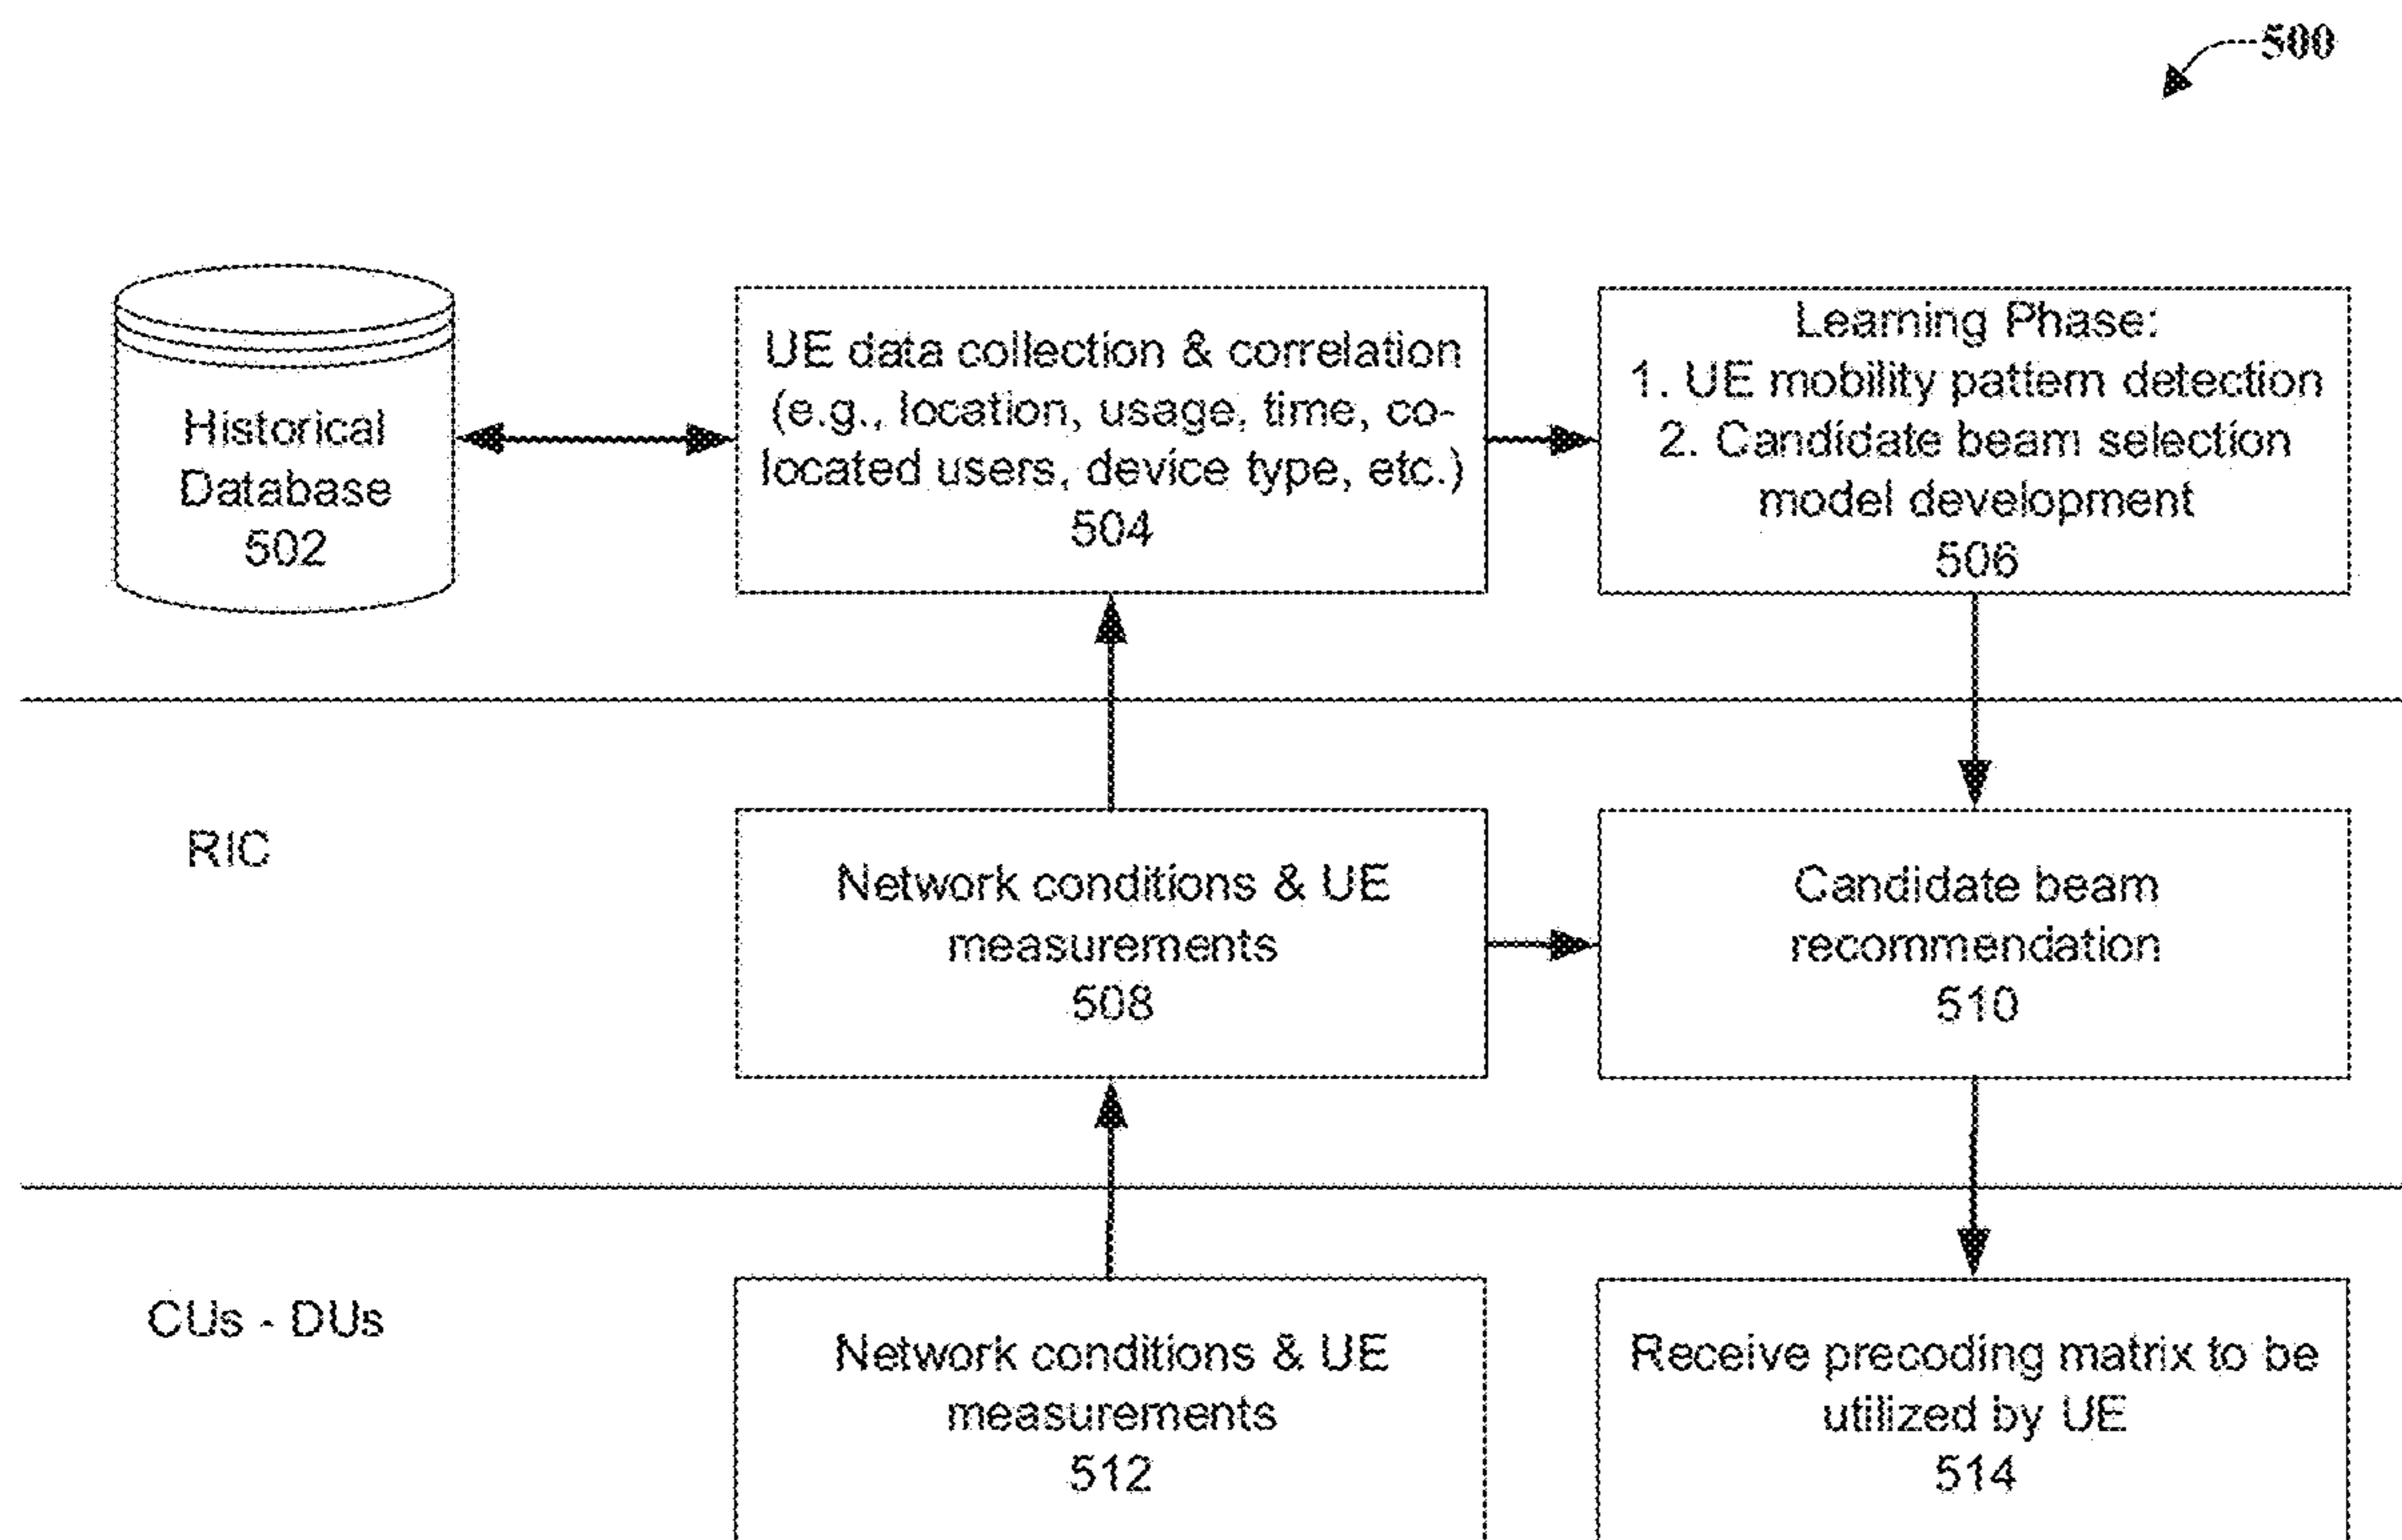 500
Historical
Database
502
UE data collection & correlation
(e.g., location, usage, time, co-
located users, device type, etc.)
504
Learning Phase:
1. UE mobility pattern detection
2. Candidate beam selection
model development
506
RIC
Network conditions & UE
measurements
508
Candidate beam
recommendation
510
CUs - DUs
Network conditions & UE
measurements
512
Receive precoding matrix to be
utilized by UE
514